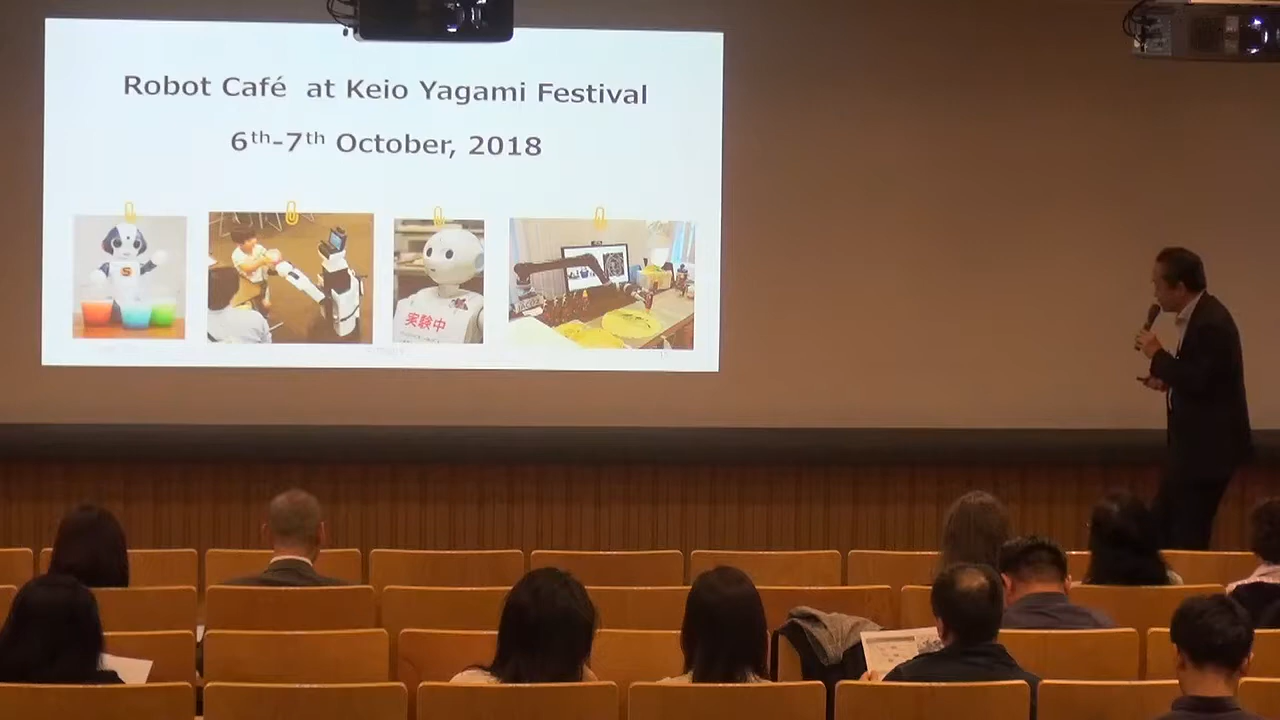 Robot Café at Keio Yagami Festival
6th-7th October, 2018
S
実験中